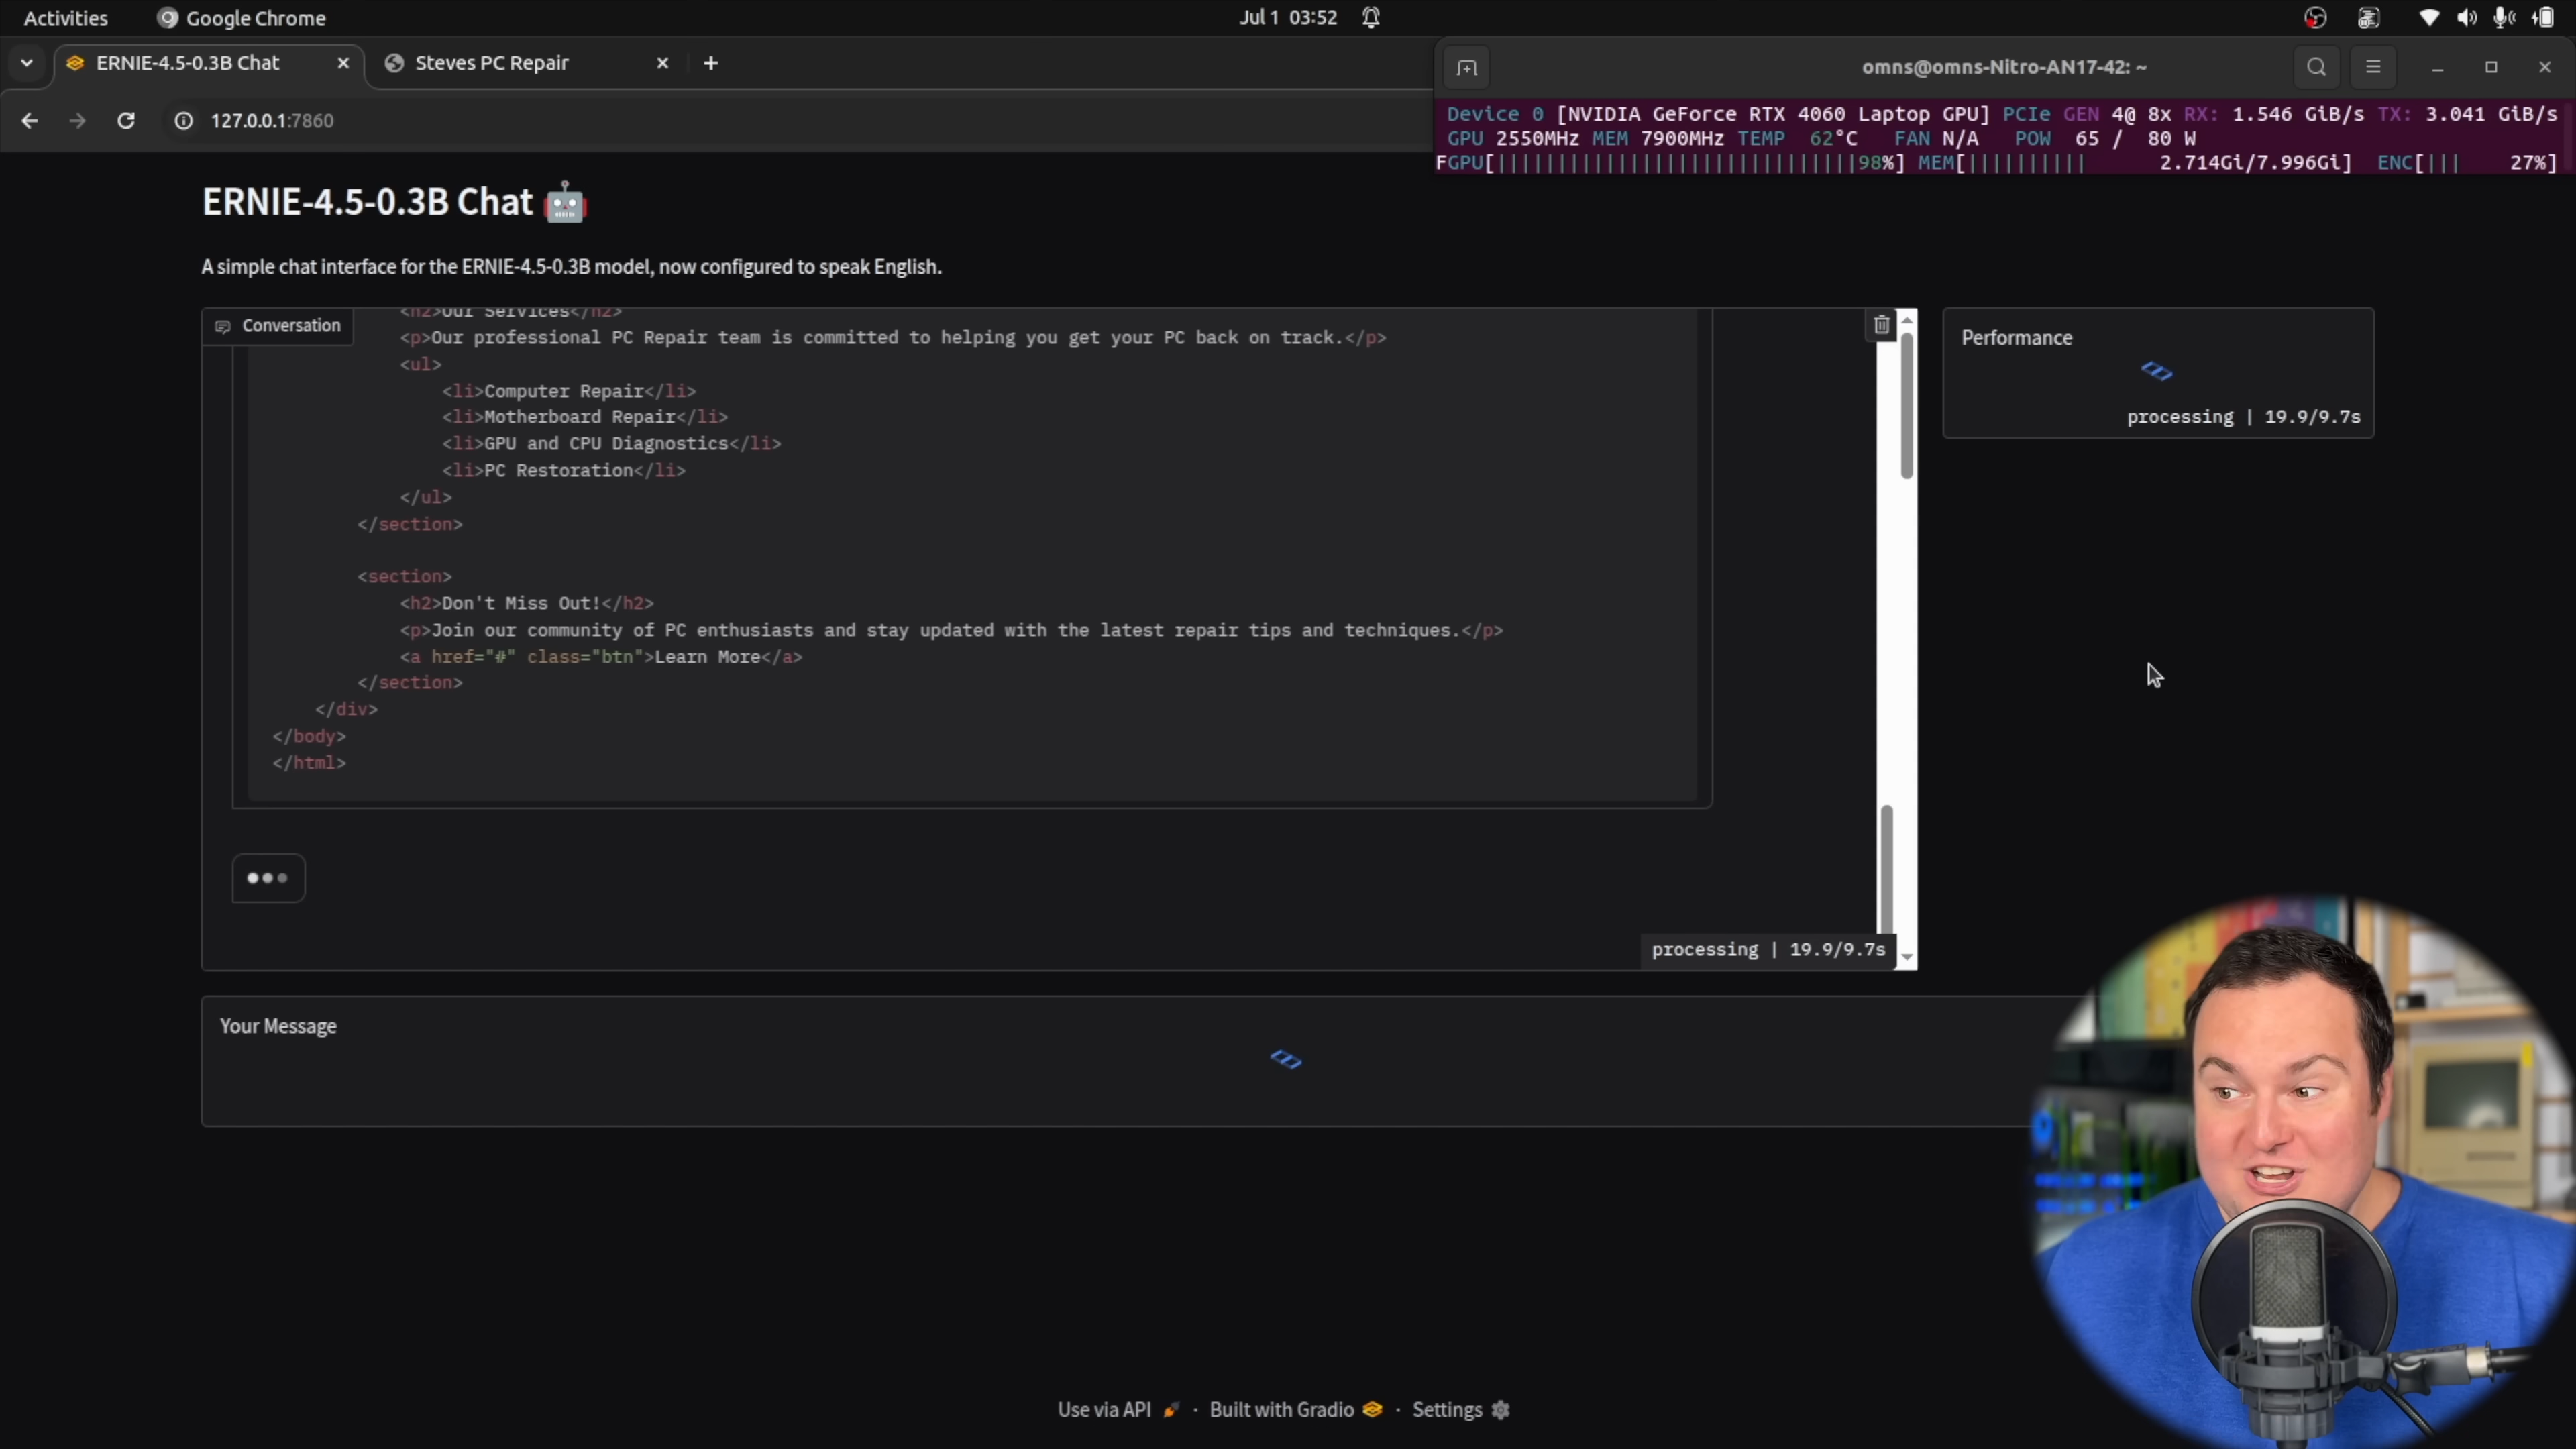 Activities
Google Chrome
Jul 1 03:52
ERNIE-4.5-0.3B Chat
Steves PC Repair
omns@omns-Nitro-AN17-42: ~
127.0.0.1:7860
Device 0 [NVIDIA GeForce RTX 4060 Laptop GPU] PCIe GEN 4@ 8x RX: 1.546 GiB/s TX: 3.041 GiB/s
GPU 2550MHz MEM 7900MHz TEMP 62°C FAN N/A POW 65 / 80 W
FGPU[||||||||||||||||||||||||||||||98%] MEM[|||||||||| 2.714Gi/7.996Gi] ENC[||| 27%]
ERNIE-4.5-0.3B Chat 🤖
A simple chat interface for the ERNIE-4.5-0.3B model, now configured to speak English.
Conversation
<h2>Our Services</h2>
<p>Our professional PC Repair team is committed to helping you get your PC back on track.</p>
<ul>
<li>Computer Repair</li>
<li>Motherboard Repair</li>
<li>GPU and CPU Diagnostics</li>
<li>PC Restoration</li>
</ul>
</section>
<section>
<h2>Don't Miss Out!</h2>
<p>Join our community of PC enthusiasts and stay updated with the latest repair tips and techniques.</p>
<a href="#" class="btn">Learn More</a>
</section>
</div>
</body>
</html>
processing | 19.9/9.7s
Performance
processing | 19.9/9.7s
Your Message
Use via API · Built with Gradio · Settings